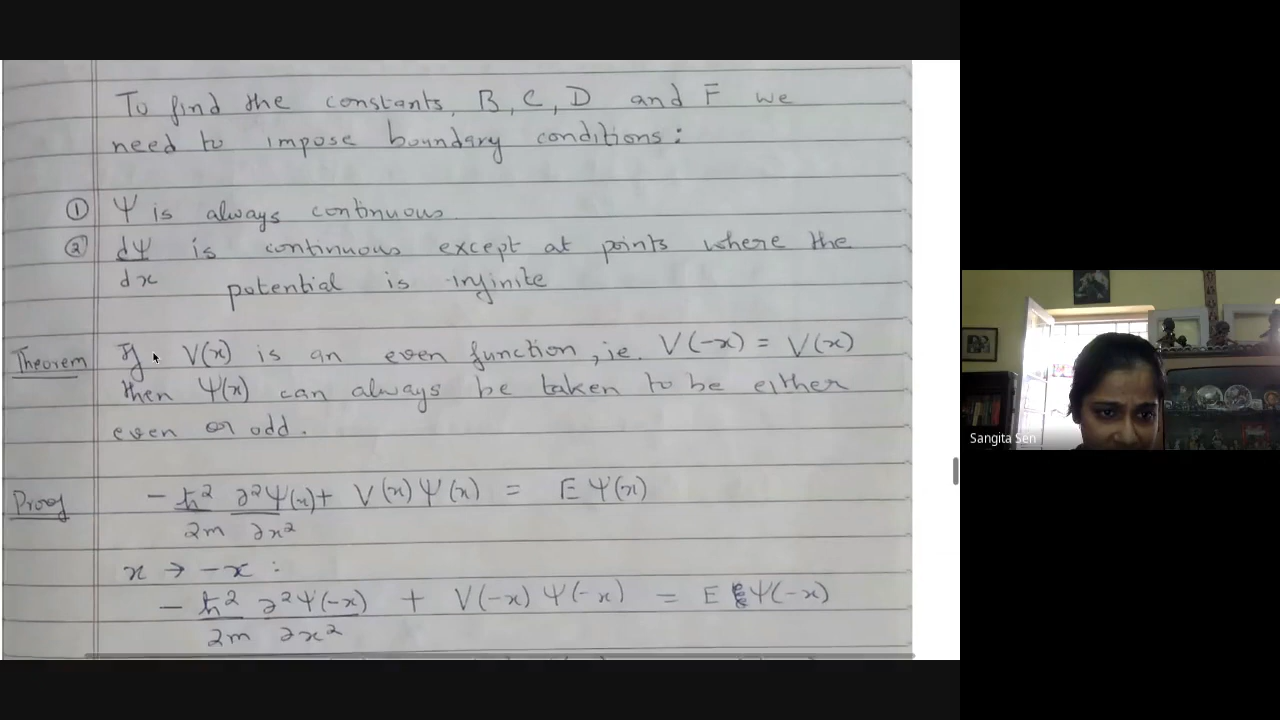 To find the constants, B, C, D and F we
need to impose boundary conditions:
① Ψ is always continuous
② dΨ/dx is continuous except at points where the
potential is infinite
Theorem If V(x) is an even function, ie. V(-x) = V(x)
then Ψ(x) can always be taken to be either
even or odd.
Proof -ħ²/2m ∂²Ψ(x)/∂x² + V(x)Ψ(x) = EΨ(x)
x → -x :
-ħ²/2m ∂²Ψ(-x)/∂x² + V(-x)Ψ(-x) = EΨ(-x)
Sangita Sen